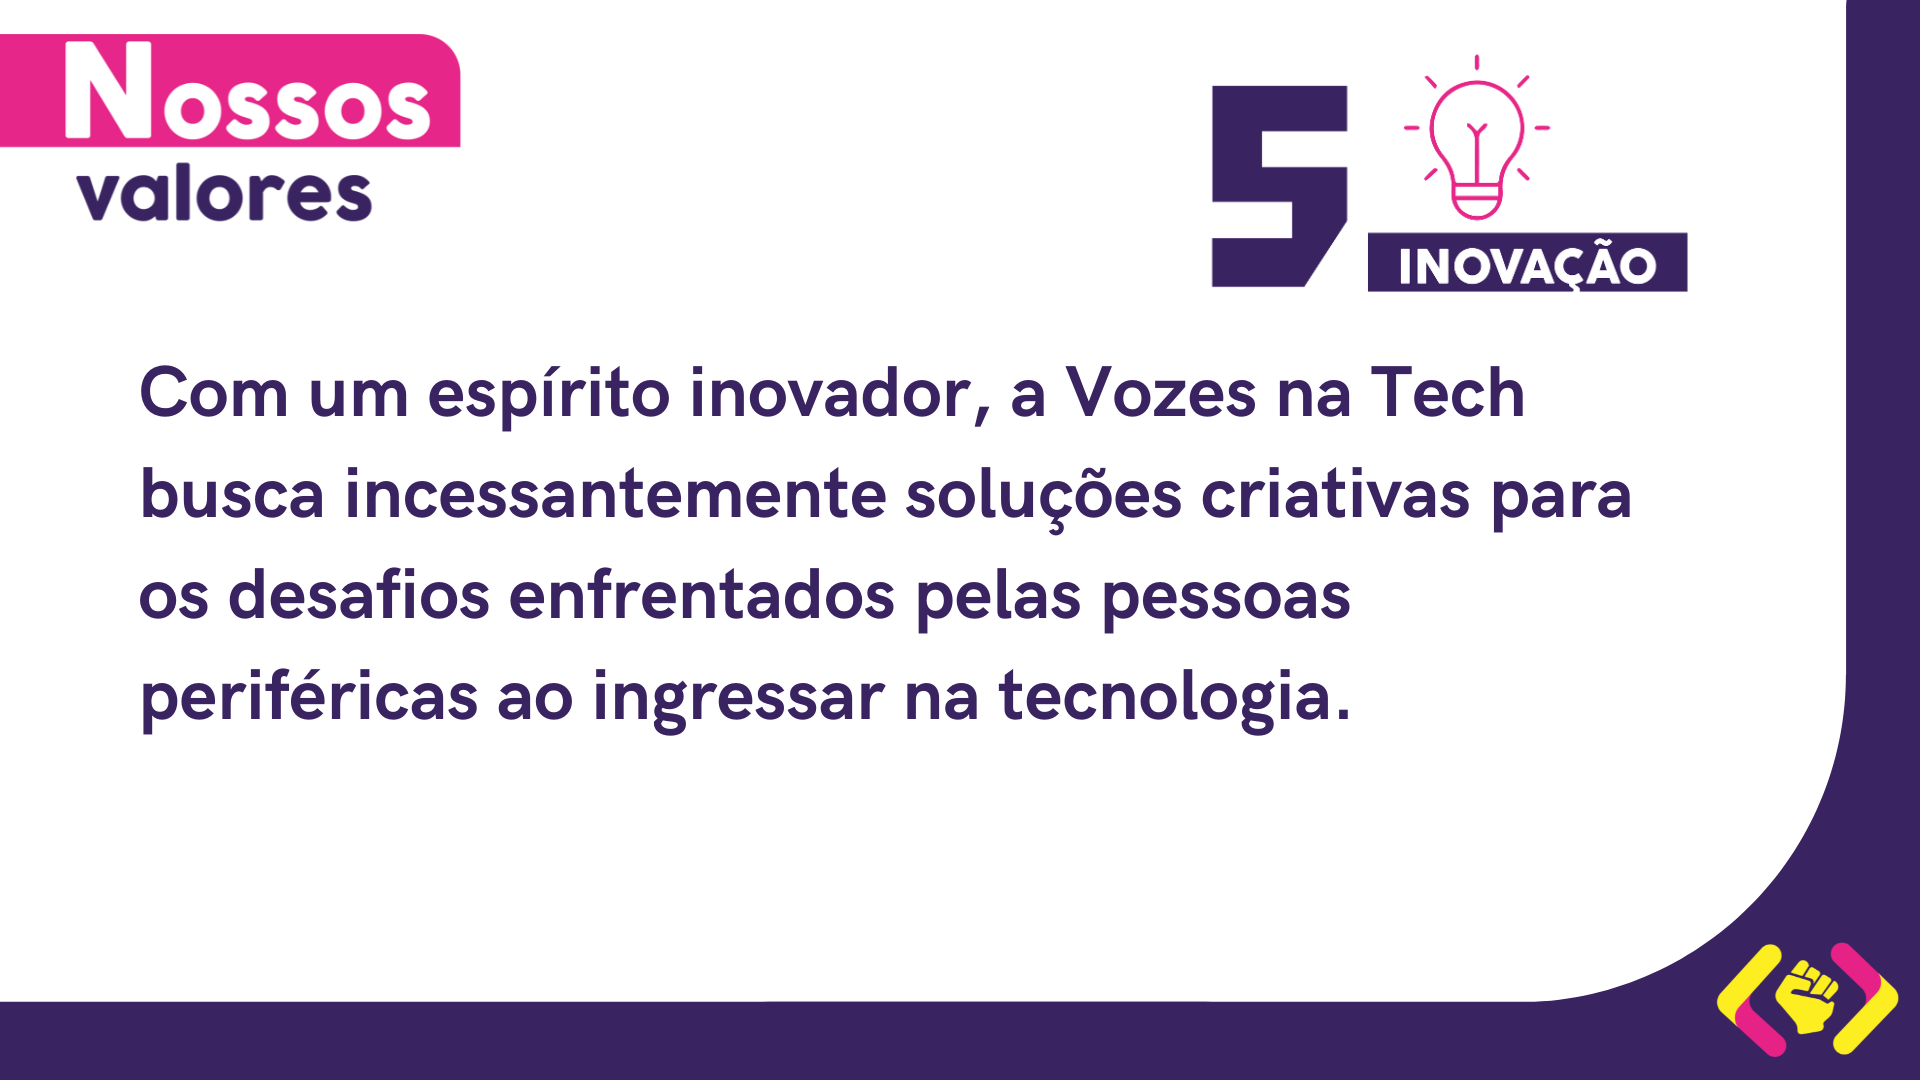 Nossos
valores
5
INOVAÇÃO
Com um espírito inovador, a Vozes na Tech
busca incessantemente soluções criativas para
os desafios enfrentados pelas pessoas
periféricas ao ingressar na tecnologia.